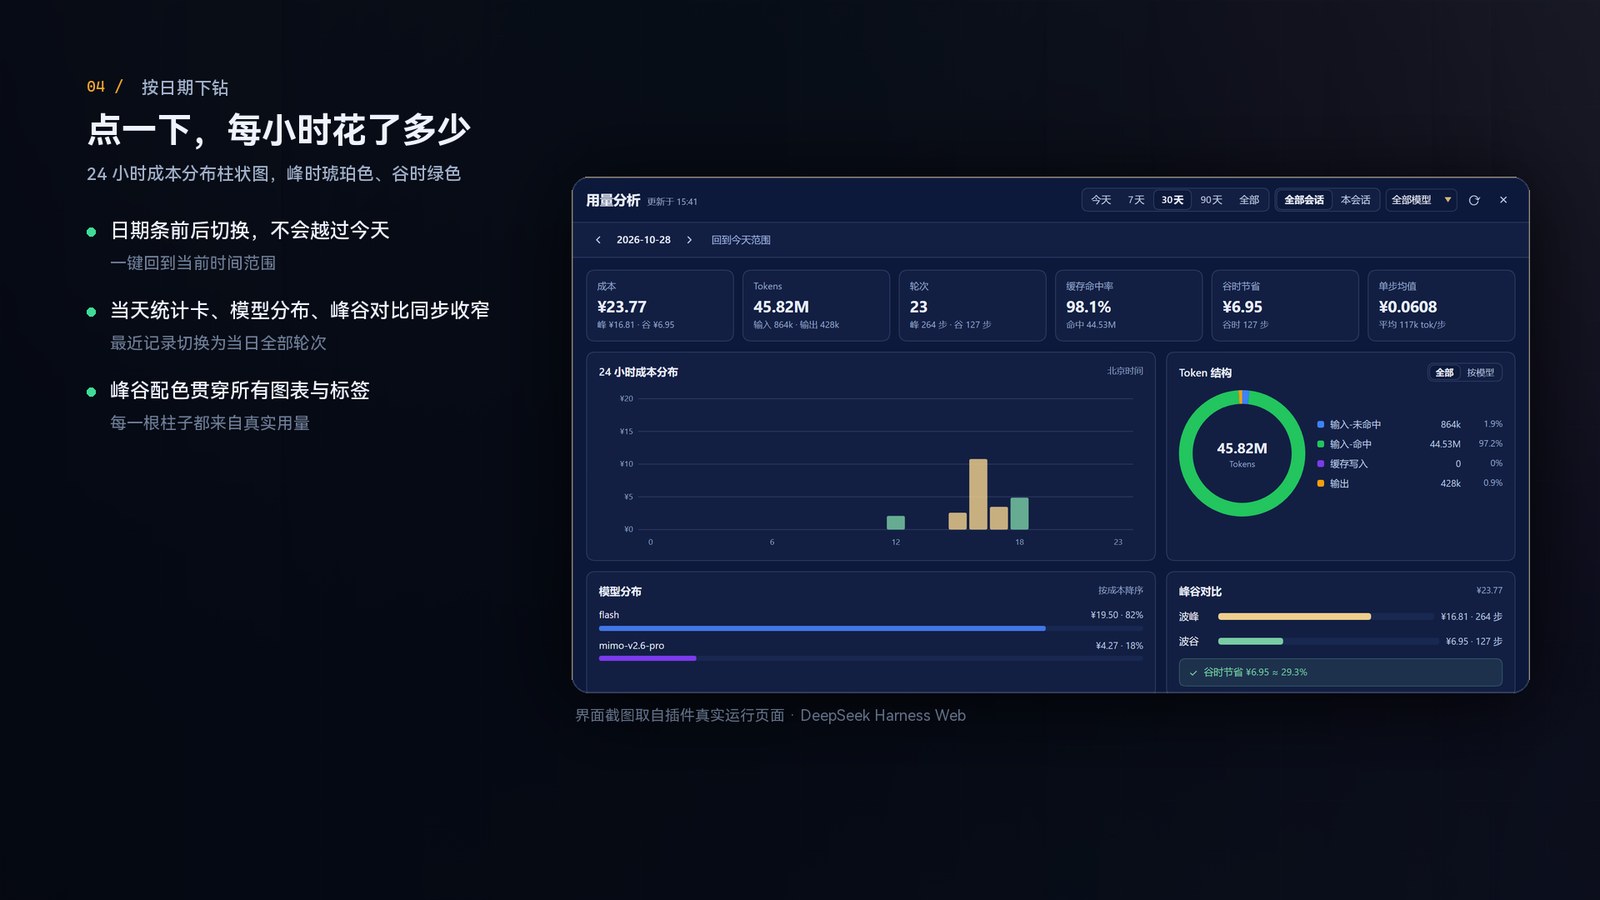 04 / 按日期下钻
点一下，每小时花了多少
24 小时成本分布柱状图，峰时琥珀色、谷时绿色
日期条前后切换，不会越过今天
一键回到当前时间范围
当天统计卡、模型分布、峰谷对比同步收窄
最近记录切换为当日全部轮次
峰谷配色贯穿所有图表与标签
每一根柱子都来自真实用量
用量分析 更新于 15:41 今天 7天 30天 90天 全部 全部会话 本会话 全部模型
2026-10-28 回到今天范围
成本 Tokens 轮次 缓存命中率 谷时节省 单步均值
¥23.77 45.82M 23 98.1% ¥6.95 ¥0.0608
峰 ¥16.81 · 谷 ¥6.95 输入 864k · 输出 428k 峰 264 步 · 谷 127 步 命中 44.53M 谷时 127 步 平均 117k tok/步
24 小时成本分布 北京时间
¥20
¥15
¥10
¥5
¥0
0 6 12 18 23
Token 结构 全部 按模型
45.82M
Tokens
输入-未命中 864k 1.9%
输入-命中 44.53M 97.2%
缓存写入 0 0%
输出 428k 0.9%
模型分布 按成本降序
flash ¥19.50 · 82%
mimo-v2.6-pro ¥4.27 · 18%
峰谷对比 ¥23.77
波峰 ¥16.81 · 264 步
波谷 ¥6.95 · 127 步
✓ 谷时节省 ¥6.95 ≈ 29.3%
界面截图取自插件真实运行页面 · DeepSeek Harness Web